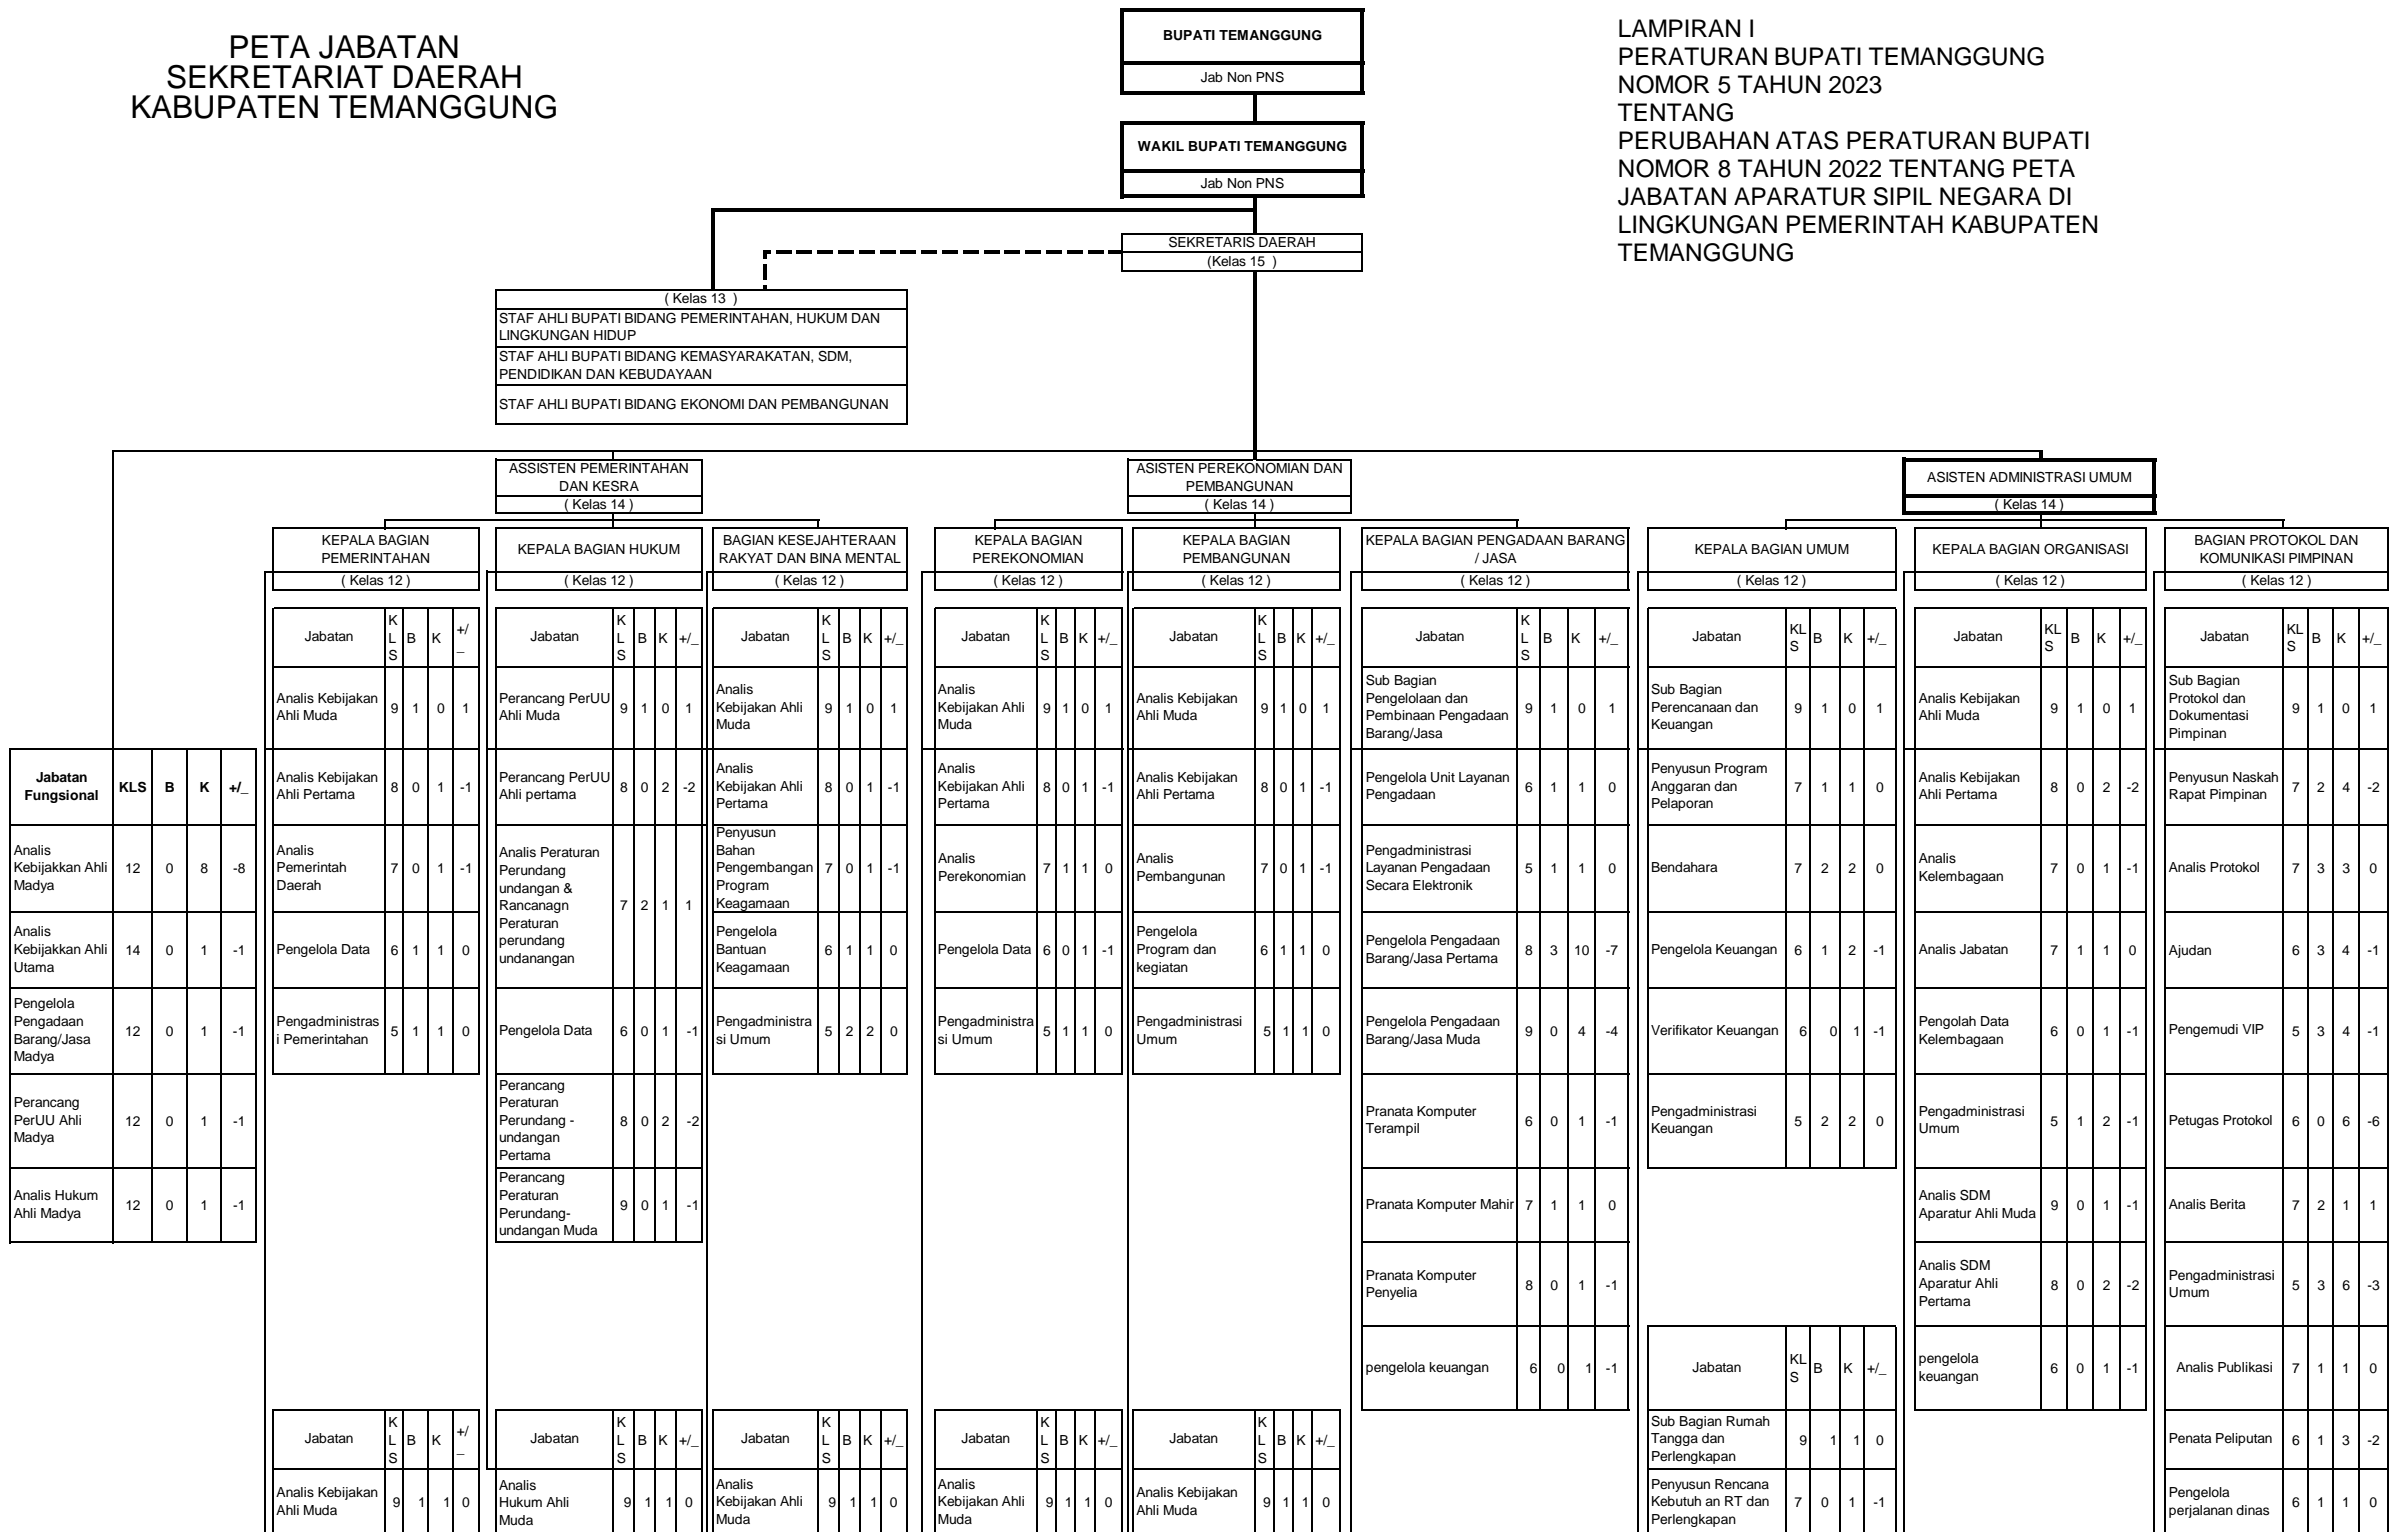 PETA JABATAN
SEKRETARIAT DAERAH
KABUPATEN TEMANGGUNG
BUPATI TEMANGGUNG
Jab Non PNS
WAKIL BUPATI TEMANGGUNG
Jab Non PNS
LAMPIRAN I
PERATURAN BUPATI TEMANGGUNG
NOMOR 5 TAHUN 2023
TENTANG
PERUBAHAN ATAS PERATURAN BUPATI
NOMOR 8 TAHUN 2022 TENTANG PETA
JABATAN APARATUR SIPIL NEGARA DI
LINGKUNGAN PEMERINTAH KABUPATEN
TEMANGGUNG
SEKRETARIS DAERAH
(Kelas 15 )
( Kelas 13 )
STAF AHLI BUPATI BIDANG PEMERINTAHAN, HUKUM DAN
LINGKUNGAN HIDUP
STAF AHLI BUPATI BIDANG KEMASYARAKATAN, SDM,
PENDIDIKAN DAN KEBUDAYAAN
STAF AHLI BUPATI BIDANG EKONOMI DAN PEMBANGUNAN
ASSISTEN PEMERINTAHAN
DAN KESRA
( Kelas 14 )
ASISTEN PEREKONOMIAN DAN
PEMBANGUNAN
( Kelas 14 )
ASISTEN ADMINISTRASI UMUM
( Kelas 14 )
Jabatan
Fungsional KLS B K +/_
Analis
Kebijakkan Ahli
Madya 12 0 8 -8
Analis
Kebijakkan Ahli
Utama 14 0 1 -1
Pengelola
Pengadaan
Barang/Jasa
Madya 12 0 1 -1
Perancang
PerUU Ahli
Madya 12 0 1 -1
Analis Hukum
Ahli Madya 12 0 1 -1
KEPALA BAGIAN
PEMERINTAHAN
( Kelas 12 )
Jabatan K
L
S B K +/
_
Analis Kebijakan
Ahli Muda 9 1 0 1
Analis Kebijakan
Ahli Pertama 8 0 1 -1
Analis
Pemerintah
Daerah 7 0 1 -1
Pengelola Data 6 1 1 0
Pengadministras
i Pemerintahan 5 1 1 0
Jabatan K
L
S B K +/
_
Analis Kebijakan
Ahli Muda 9 1 1 0
KEPALA BAGIAN HUKUM
( Kelas 12 )
Jabatan K
L
S B K +/_
Perancang PerUU
Ahli Muda 9 1 0 1
Perancang PerUU
Ahli pertama 8 0 2 -2
Analis Peraturan
Perundang
undangan &
Rancanagn
Peraturan
perundang
undanangan 7 2 1 1
Pengelola Data 6 0 1 -1
Perancang
Peraturan
Perundang -
undangan
Pertama 8 0 2 -2
Perancang
Peraturan
Perundang-
undangan Muda 9 0 1 -1
Jabatan K
L
S B K +/_
Analis
Hukum Ahli
Muda 9 1 1 0
BAGIAN KESEJAHTERAAN
RAKYAT DAN BINA MENTAL
( Kelas 12 )
Jabatan K
L
S B K +/_
Analis
Kebijakan Ahli
Muda 9 1 0 1
Analis
Kebijakan Ahli
Pertama 8 0 1 -1
Penyusun
Bahan
Pengembangan
Program
Keagamaan 7 0 1 -1
Pengelola
Bantuan
Keagamaan 6 1 1 0
Pengadministra
si Umum 5 2 2 0
Jabatan K
L
S B K +/_
Analis
Kebijakan Ahli
Muda 9 1 1 0
KEPALA BAGIAN
PEREKONOMIAN
( Kelas 12 )
Jabatan K
L
S B K +/_
Analis
Kebijakan Ahli
Muda 9 1 0 1
Analis
Kebijakan Ahli
Pertama 8 0 1 -1
Analis
Perekonomian 7 1 1 0
Pengelola Data 6 0 1 -1
Pengadministra
si Umum 5 1 1 0
Jabatan K
L
S B K +/_
Analis
Kebijakan Ahli
Muda 9 1 1 0
KEPALA BAGIAN
PEMBANGUNAN
( Kelas 12 )
Jabatan K
L
S B K +/_
Analis Kebijakan
Ahli Muda 9 1 0 1
Analis Kebijakan
Ahli Pertama 8 0 1 -1
Analis
Pembangunan 7 0 1 -1
Pengelola
Program dan
kegiatan 6 1 1 0
Pengadministrasi
Umum 5 1 1 0
Jabatan K
L
S B K +/_
Analis Kebijakan
Ahli Muda 9 1 1 0
KEPALA BAGIAN PENGADAAN BARANG
/ JASA
( Kelas 12 )
Jabatan K
L
S B K +/_
Sub Bagian
Pengelolaan dan
Pembinaan Pengadaan
Barang/Jasa 9 1 0 1
Pengelola Unit Layanan
Pengadaan 6 1 1 0
Pengadministrasi
Layanan Pengadaan
Secara Elektronik 5 1 1 0
Pengelola Pengadaan
Barang/Jasa Pertama 8 3 10 -7
Pengelola Pengadaan
Barang/Jasa Muda 9 0 4 -4
Pranata Komputer
Terampil 6 0 1 -1
Pranata Komputer Mahir 7 1 1 0
Pranata Komputer
Penyelia 8 0 1 -1
pengelola keuangan 6 0 1 -1
KEPALA BAGIAN UMUM
( Kelas 12 )
Jabatan KL
S B K +/_
Sub Bagian
Perencanaan dan
Keuangan 9 1 0 1
Penyusun Program
Anggaran dan
Pelaporan 7 1 1 0
Bendahara 7 2 2 0
Pengelola Keuangan 6 1 2 -1
Verifikator Keuangan 6 0 1 -1
Pengadministrasi
Keuangan 5 2 2 0
Jabatan KL
S B K +/_
Sub Bagian Rumah
Tangga dan
Perlengkapan 9 1 1 0
Penyusun Rencana
Kebutuh an RT dan
Perlengkapan 7 0 1 -1
KEPALA BAGIAN ORGANISASI
( Kelas 12 )
Jabatan KL
S B K +/_
Analis Kebijakan
Ahli Muda 9 1 0 1
Analis Kebijakan
Ahli Pertama 8 0 2 -2
Analis
Kelembagaan 7 0 1 -1
Analis Jabatan 7 1 1 0
Pengolah Data
Kelembagaan 6 0 1 -1
Pengadministrasi
Umum 5 1 2 -1
Analis SDM
Aparatur Ahli Muda 9 0 1 -1
Analis SDM
Aparatur Ahli
Pertama 8 0 2 -2
pengelola
keuangan 6 0 1 -1
BAGIAN PROTOKOL DAN
KOMUNIKASI PIMPINAN
( Kelas 12 )
Jabatan KL
S B K +/_
Sub Bagian
Protokol dan
Dokumentasi
Pimpinan 9 1 0 1
Penyusun Naskah
Rapat Pimpinan 7 2 4 -2
Analis Protokol 7 3 3 0
Ajudan 6 3 4 -1
Pengemudi VIP 5 3 4 -1
Petugas Protokol 6 0 6 -6
Analis Berita 7 2 1 1
Pengadministrasi
Umum 5 3 6 -3
Analis Publikasi 7 1 1 0
Penata Peliputan 6 1 3 -2
Pengelola
perjalanan dinas 6 1 1 0